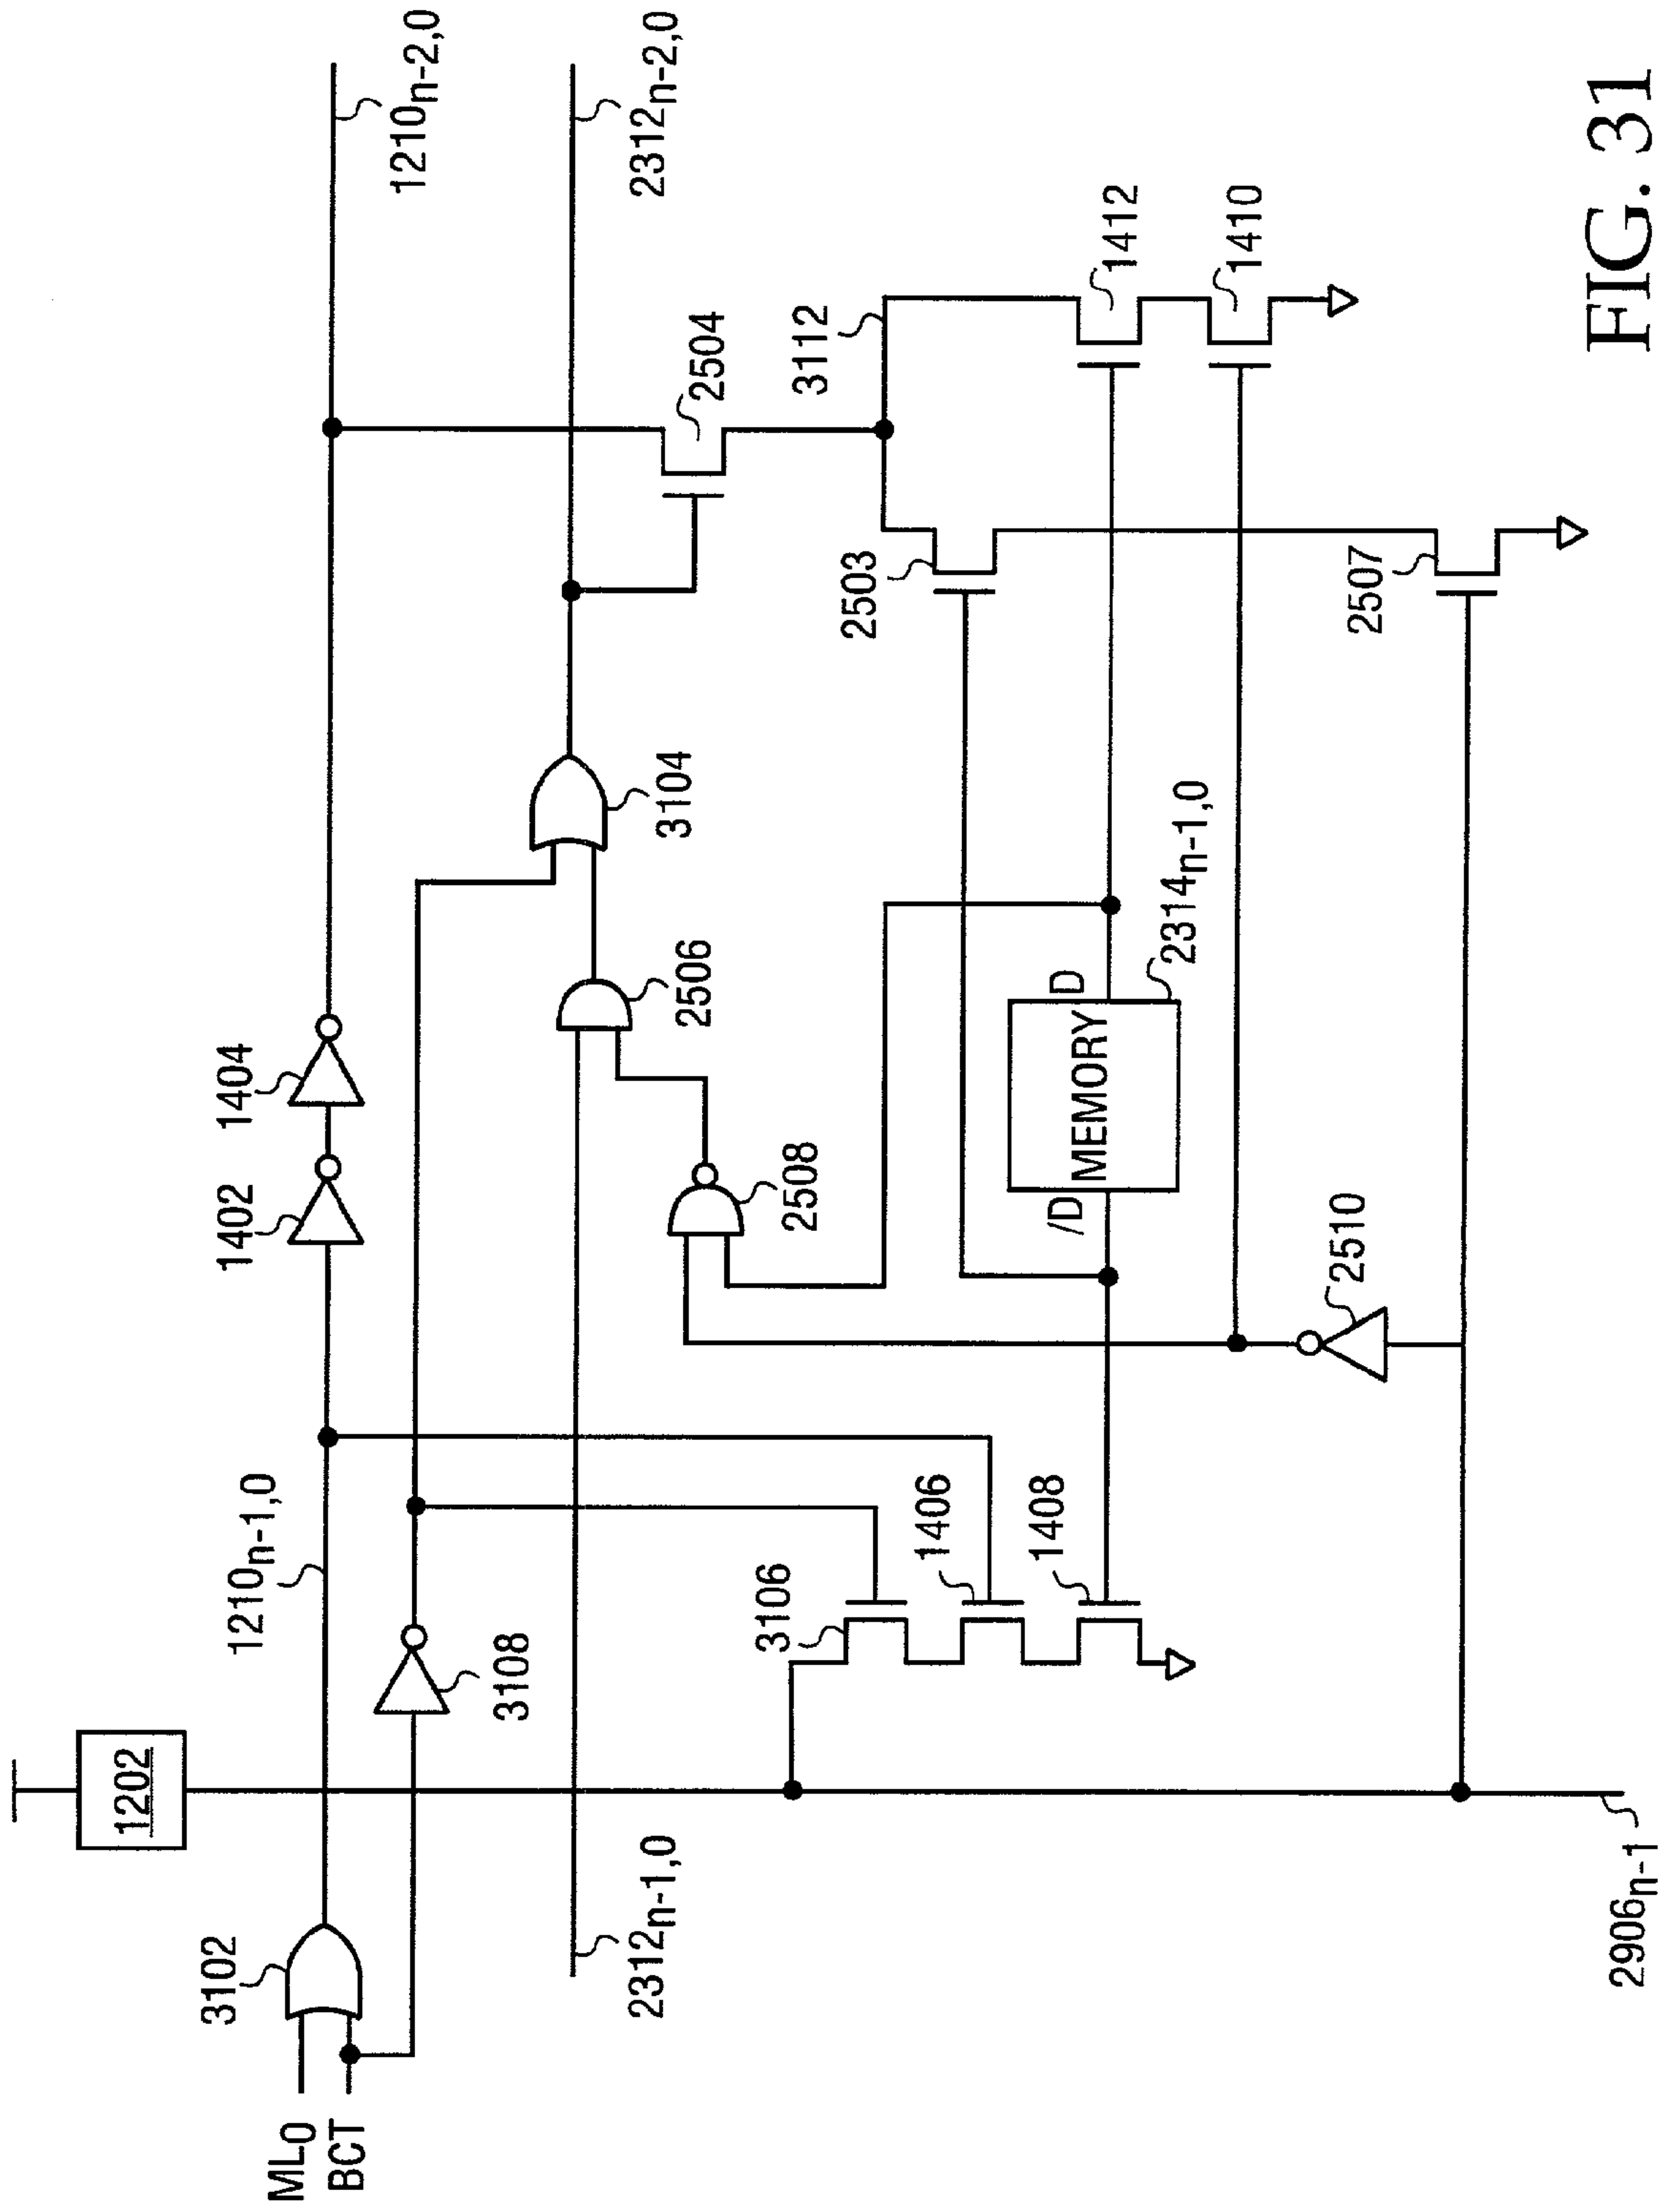 ML0
BCT
3102
1202
1210n-1,0
1402
1404
1210n-2,0
3108
2312n-1,0
2506
3104
2312n-2,0
2504
3106
1406
1408
2508
/D
MEMORY
D
2314n-1,0
2503
3112
1412
1410
2510
2507
2906n-1
FIG. 31